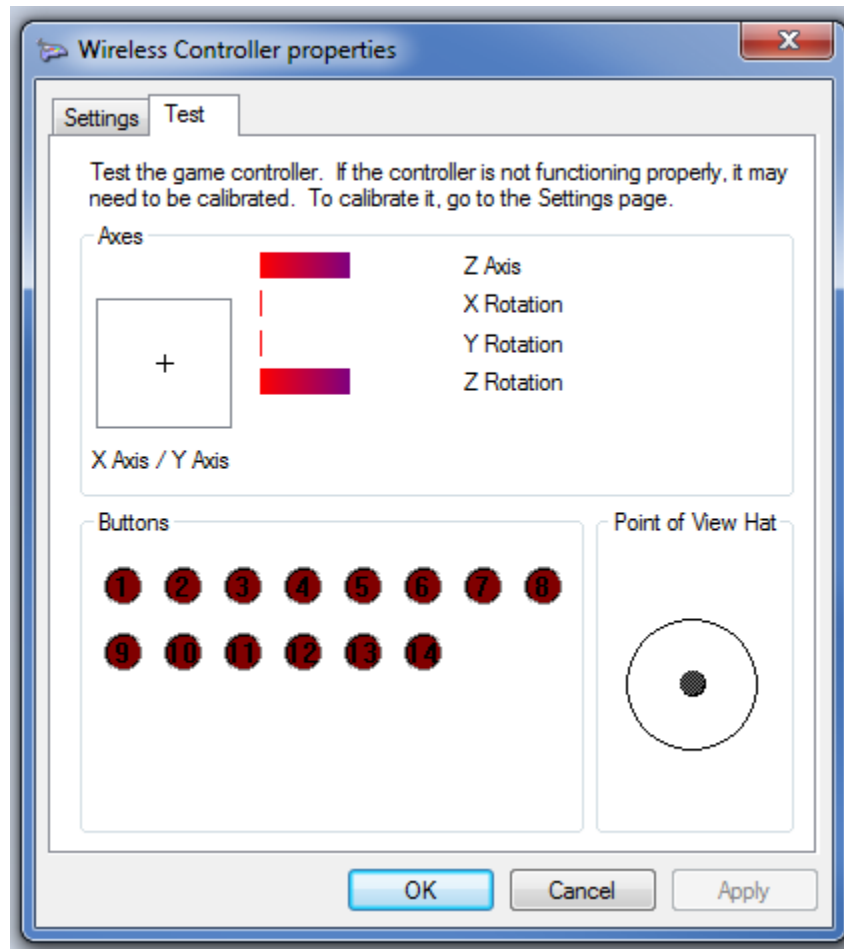 Wireless Controller properties
Settings
Test
Test the game controller. If the controller is not functioning properly, it may
need to be calibrated. To calibrate it, go to the Settings page.
Axes
Z Axis
X Rotation
Y Rotation
Z Rotation
X Axis / Y Axis
Buttons
1 2 3 4 5 6 7 8
9 10 11 12 13 14
Point of View Hat
OK
Cancel
Apply